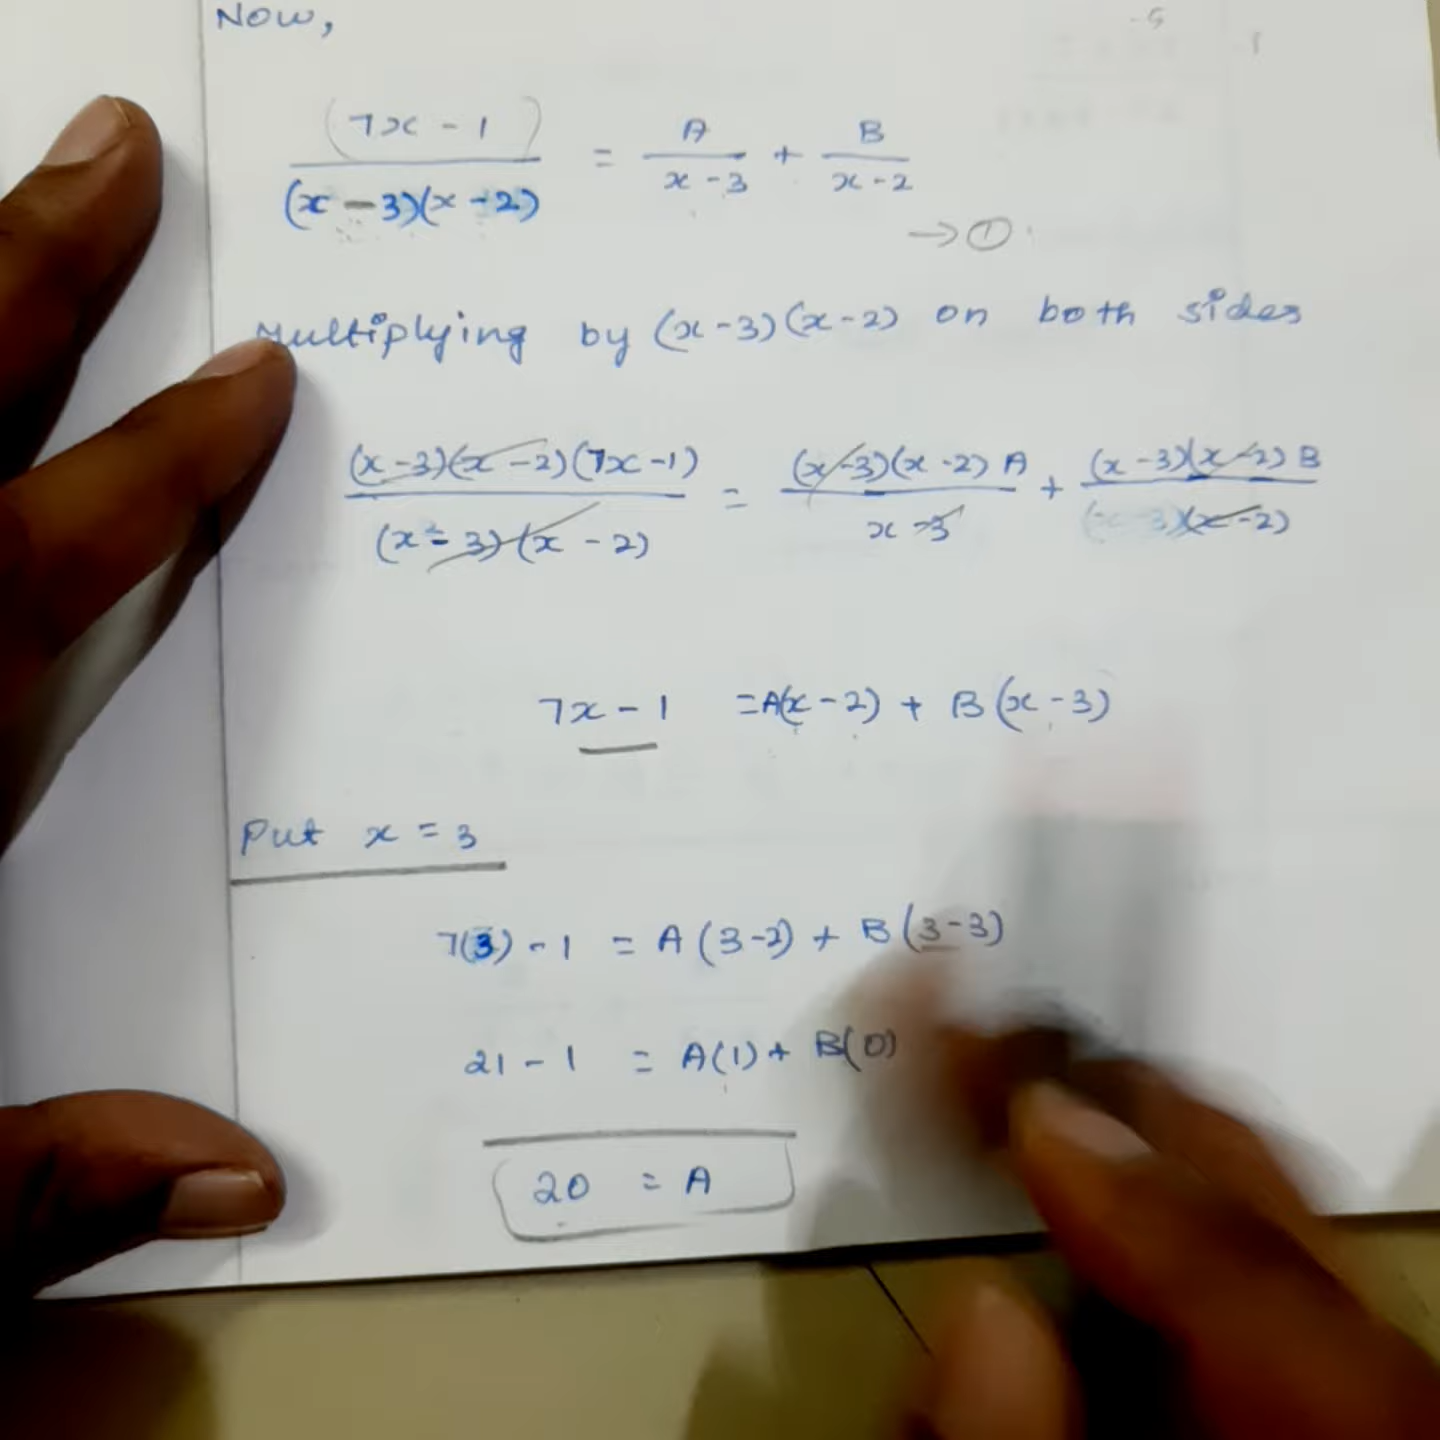 Now,
(7x - 1) / (x - 3)(x - 2) = A / x - 3 + B / x - 2
→ ①
Multiplying by (x - 3)(x - 2) on both sides
(x - 3)(x - 2)(7x - 1) / (x - 3)(x - 2) = (x - 3)(x - 2) A / x - 3 + (x - 3)(x - 2) B / (x - 2)
7x - 1 = A(x - 2) + B(x - 3)
Put x = 3
7(3) - 1 = A(3-2) + B(3-3)
21 - 1 = A(1) + B(0)
20 = A